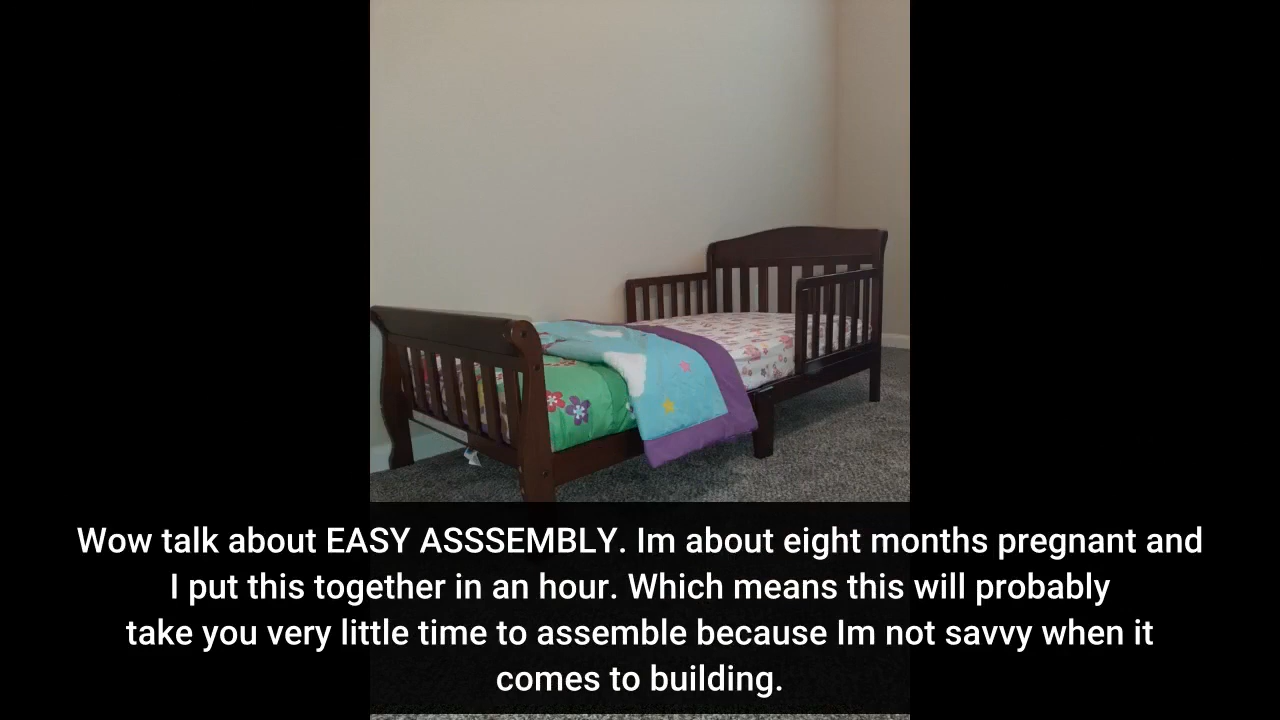 Wow talk about EASY ASSSEMBLY. Im about eight months pregnant and
I put this together in an hour. Which means this will probably
take you very little time to assemble because Im not savvy when it
comes to building.